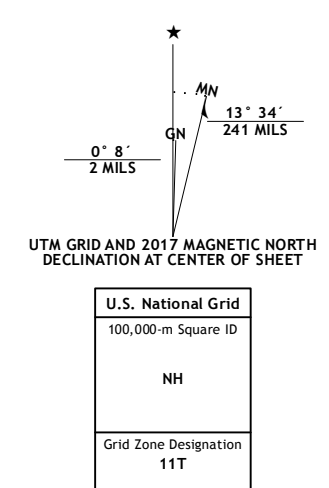 ★
MN
GN
13° 34´
241 MILS
0° 8´
2 MILS
UTM GRID AND 2017 MAGNETIC NORTH
DECLINATION AT CENTER OF SHEET
U.S. National Grid
100,000-m Square ID
NH
Grid Zone Designation
11T